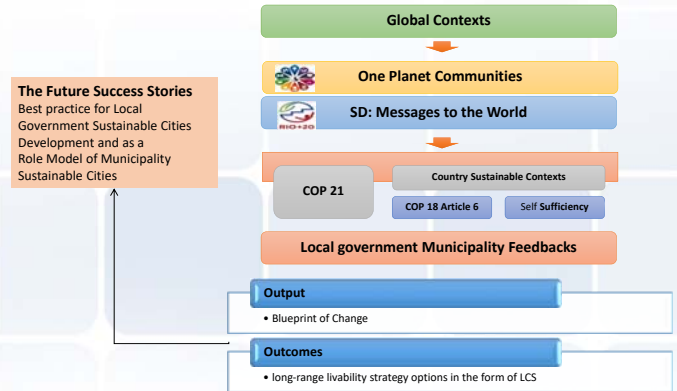 Global Contexts
One Planet Communities
SD: Messages to the World
RIO+20
The Future Success Stories
Best practice for Local
Government Sustainable Cities
Development and as a
Role Model of Municipality
Sustainable Cities
COP 21
Country Sustainable Contexts
COP 18 Article 6
Self Sufficiency
Local government Municipality Feedbacks
Output
• Blueprint of Change
Outcomes
• long-range livability strategy options in the form of LCS